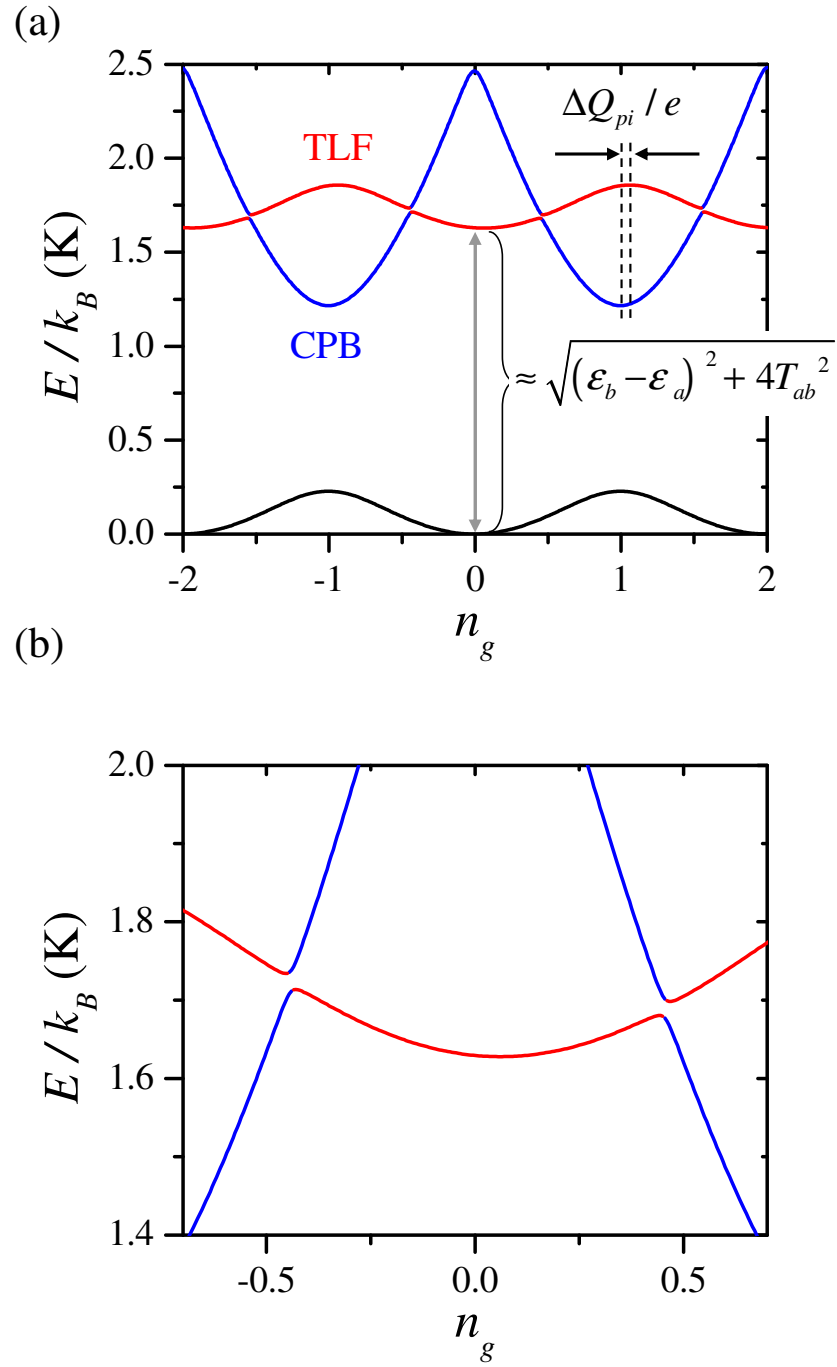 (a)
2.5
2.0
1.5
1.0
0.5
0.0
E / k_B (K)
TLF
CPB
ΔQ_pi / e
≈ √((ε_b − ε_a)² + 4T_ab²)
-2 -1 0 1 2
n_g
(b)
2.0
1.8
1.6
1.4
E / k_B (K)
-0.5 0.0 0.5
n_g